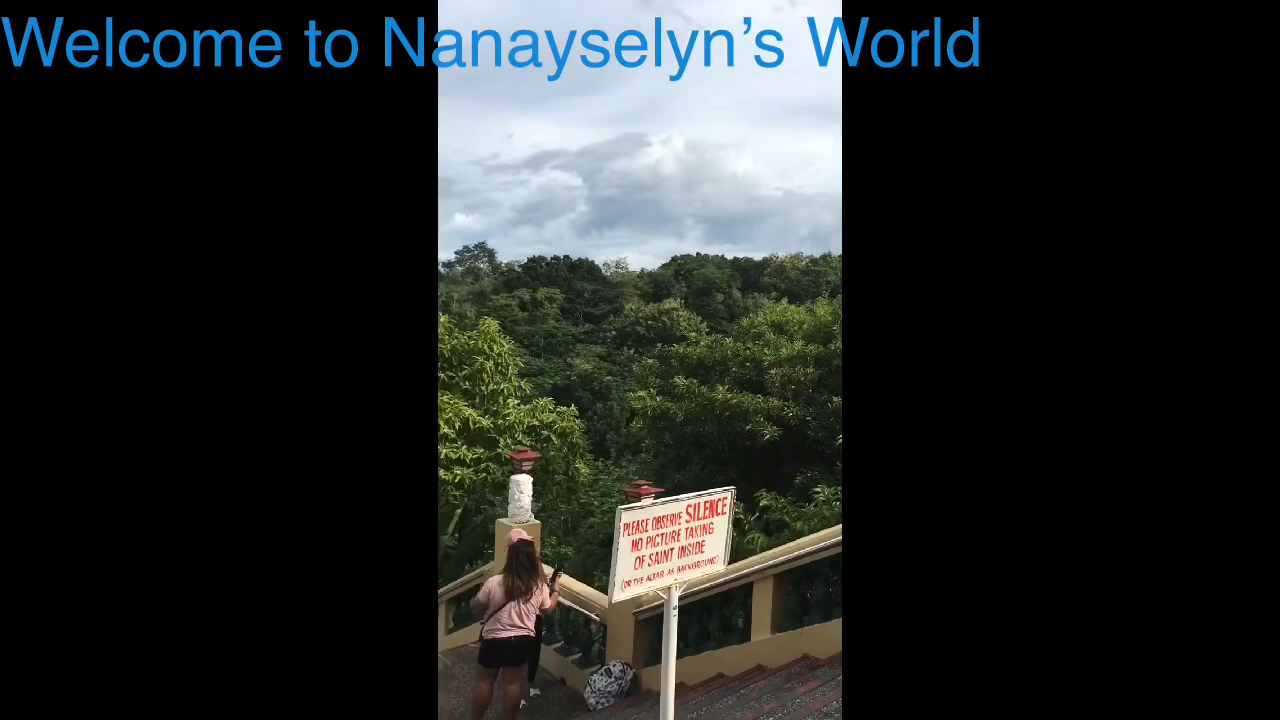 Welcome to Nanayselyn’s World
PLEASE OBSERVE SILENCE
NO PICTURE TAKING
OF SAINT INSIDE
(OR THE ALTAR AS BACKGROUND)